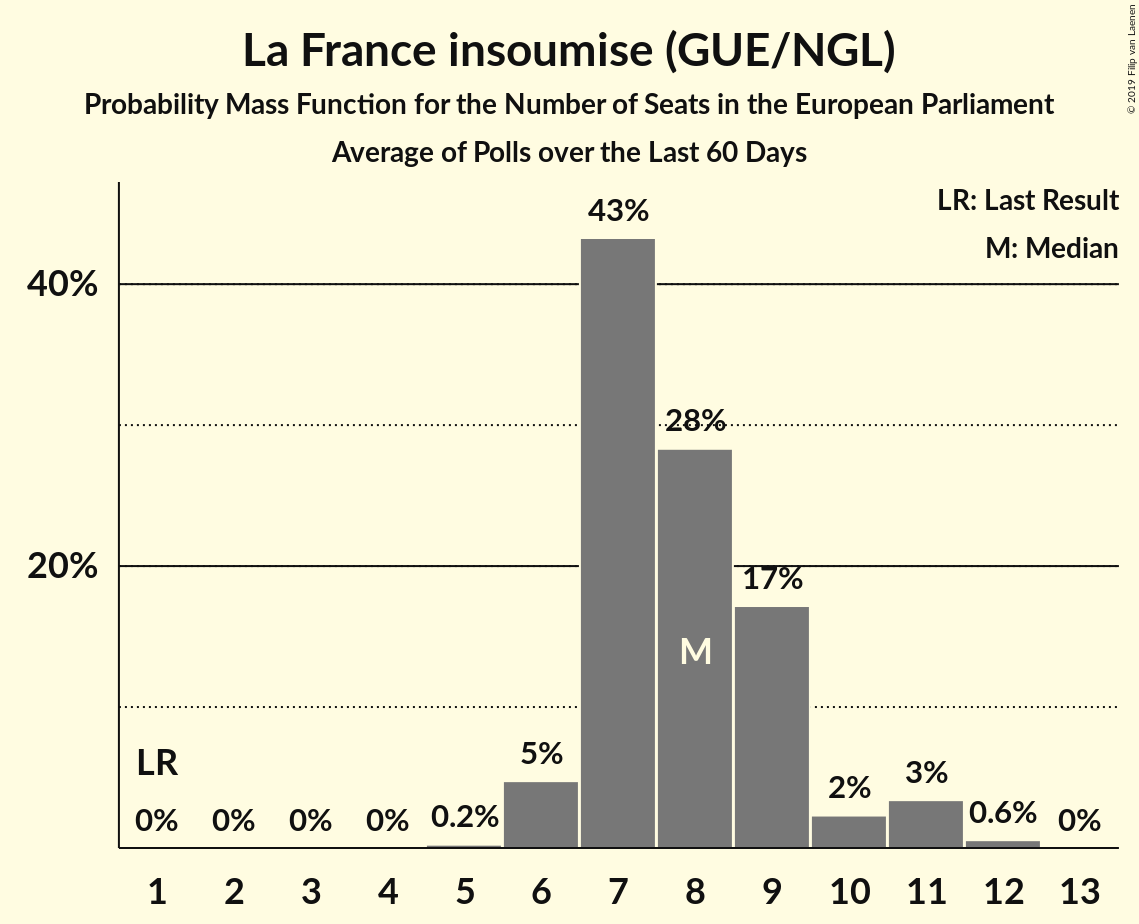 La France insoumise (GUE/NGL)
Probability Mass Function for the Number of Seats in the European Parliament
Average of Polls over the Last 60 Days
© 2019 Filip van Laenen
LR: Last Result
M: Median
43%
40%
28%
20%
17%
M
LR
5%
3%
2%
0% 0% 0% 0% 0.2% 0.6% 0%
1 2 3 4 5 6 7 8 9 10 11 12 13